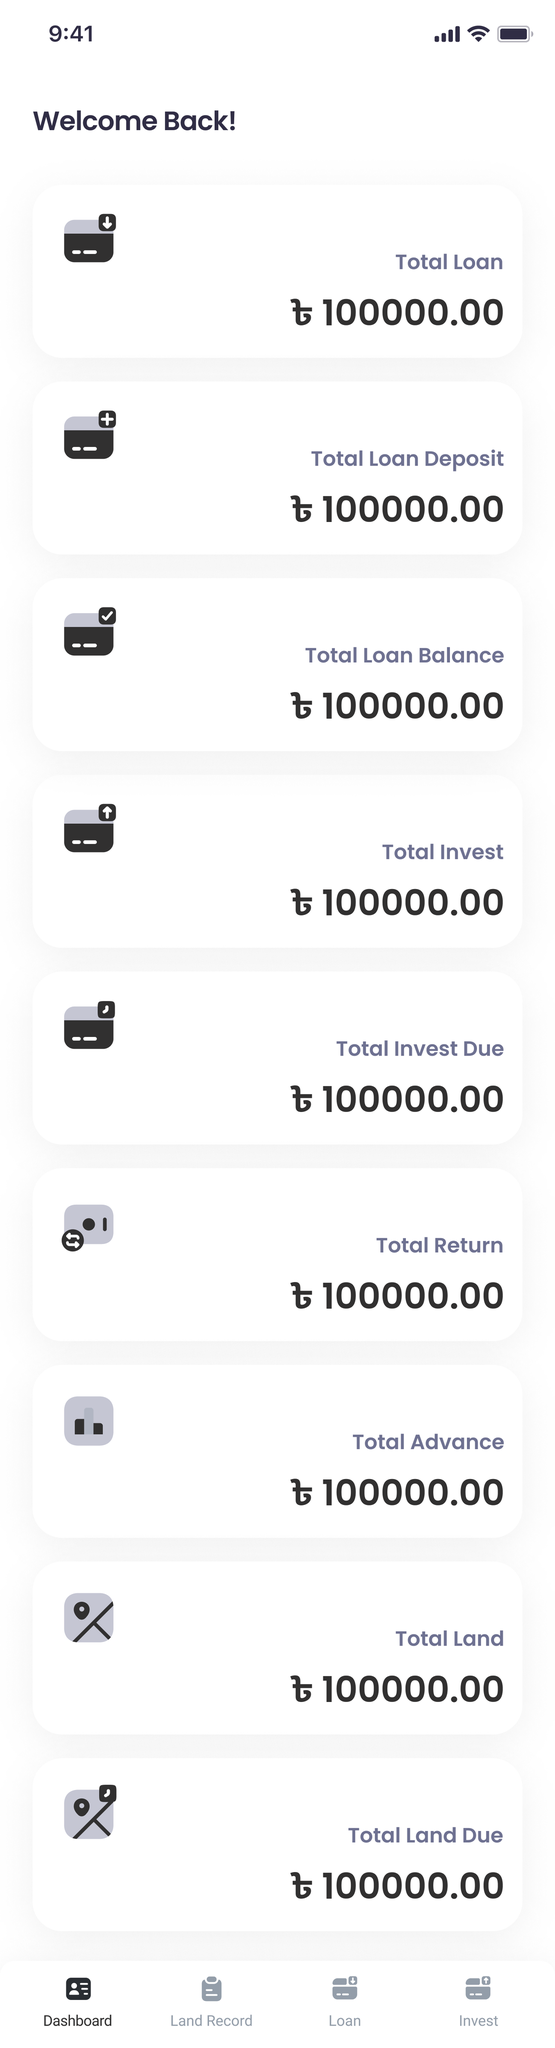 9:41
Welcome Back!
Total Loan
৳ 100000.00
Total Loan Deposit
৳ 100000.00
Total Loan Balance
৳ 100000.00
Total Invest
৳ 100000.00
Total Invest Due
৳ 100000.00
Total Return
৳ 100000.00
Total Advance
৳ 100000.00
Total Land
৳ 100000.00
Total Land Due
৳ 100000.00
Dashboard Land Record Loan Invest